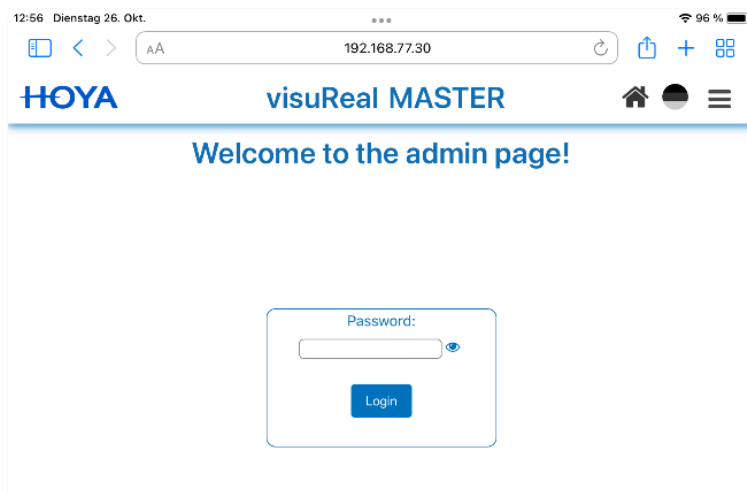 12:56 Dienstag 26. Okt.
96 %
AA
192.168.77.30
HOYA
visuReal MASTER
Welcome to the admin page!
Password:
Login